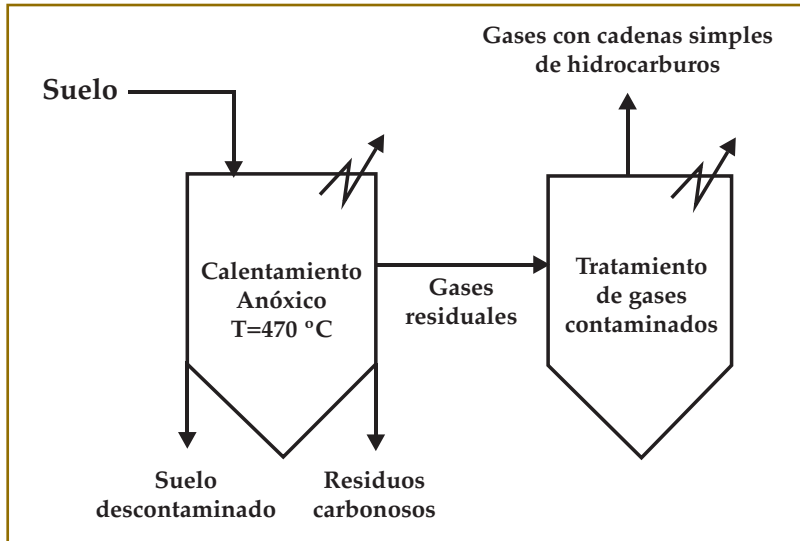 Gases con cadenas simples
de hidrocarburos
Suelo
Calentamiento
Anóxico
T=470 ºC
Gases
residuales
Tratamiento
de gases
contaminados
Suelo
descontaminado
Residuos
carbonosos